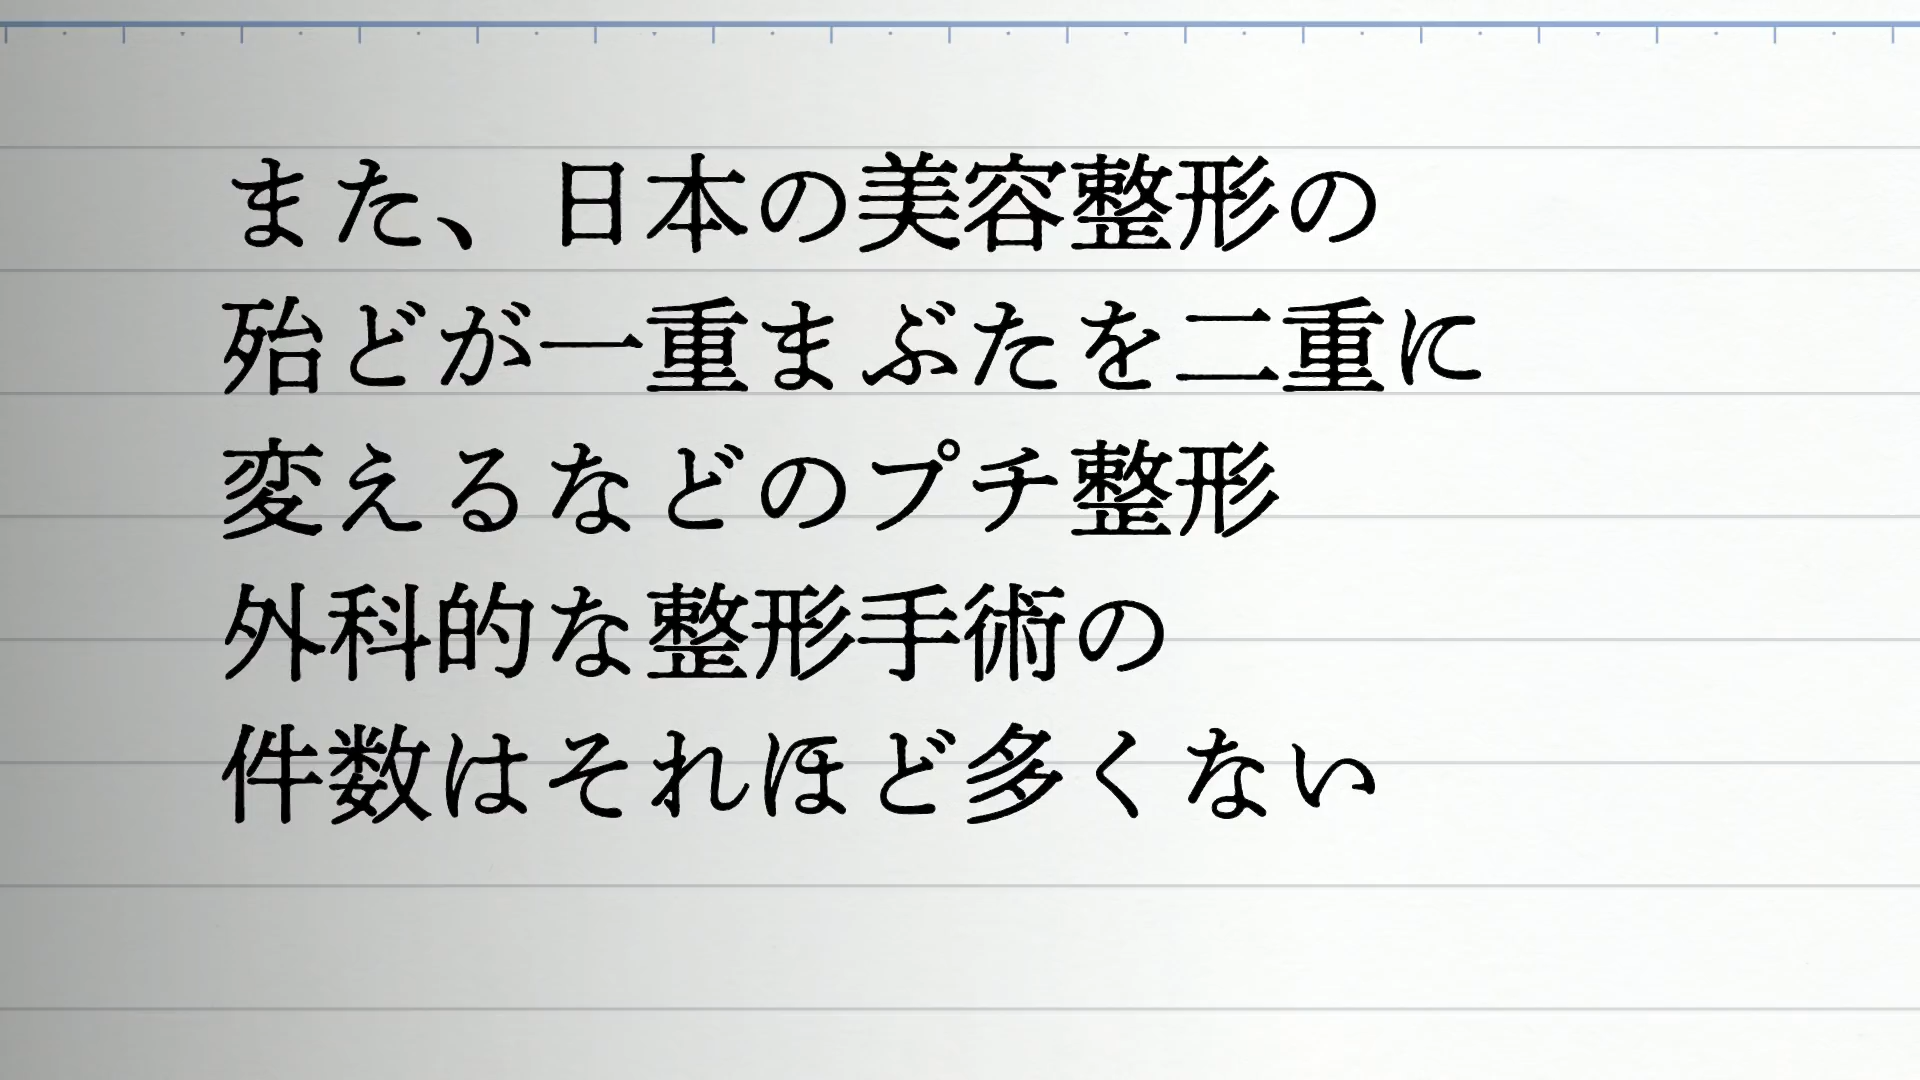 また、日本の美容整形の
殆どが一重まぶたを二重に
変えるなどのプチ整形
外科的な整形手術の
件数はそれほど多くない